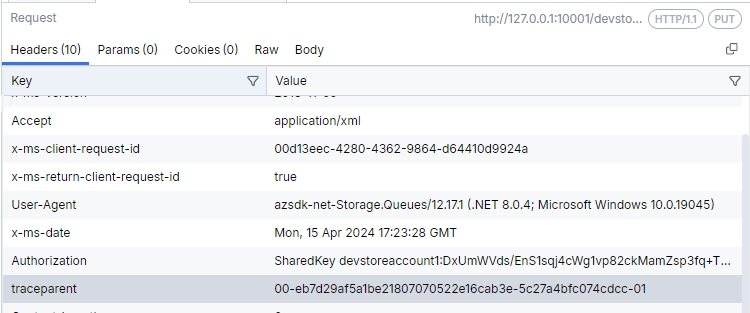 Request http://127.0.0.1:10001/devsto... HTTP/1.1 PUT
Headers (10) Params (0) Cookies (0) Raw Body
Key Value
Accept application/xml
x-ms-client-request-id 00d13eec-4280-4362-9864-d64410d9924a
x-ms-return-client-request-id true
User-Agent azsdk-net-Storage.Queues/12.17.1 (.NET 8.0.4; Microsoft Windows 10.0.19045)
x-ms-date Mon, 15 Apr 2024 17:23:28 GMT
Authorization SharedKey devstoreaccount1:DxUmWVds/EnS1sqj4cWg1vp82ckMamZsp3fq+T...
traceparent 00-eb7d29af5a1be21807070522e16cab3e-5c27a4bfc074cdcc-01